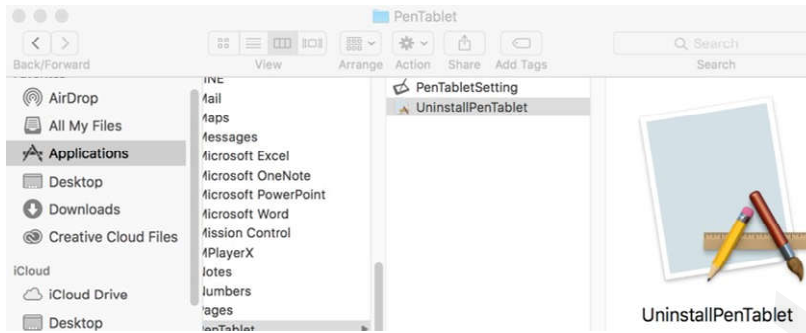 PenTablet
Search
Back/Forward
View
Arrange
Action
Share
Add Tags
Search
AirDrop
All My Files
Applications
Desktop
Downloads
Creative Cloud Files
iCloud
iCloud Drive
Desktop
INE
Mail
Maps
Messages
Microsoft Excel
Microsoft OneNote
Microsoft PowerPoint
Microsoft Word
Mission Control
MPlayerX
Notes
Numbers
Pages
PenTablet
PenTabletSetting
UninstallPenTablet
UninstallPenTablet